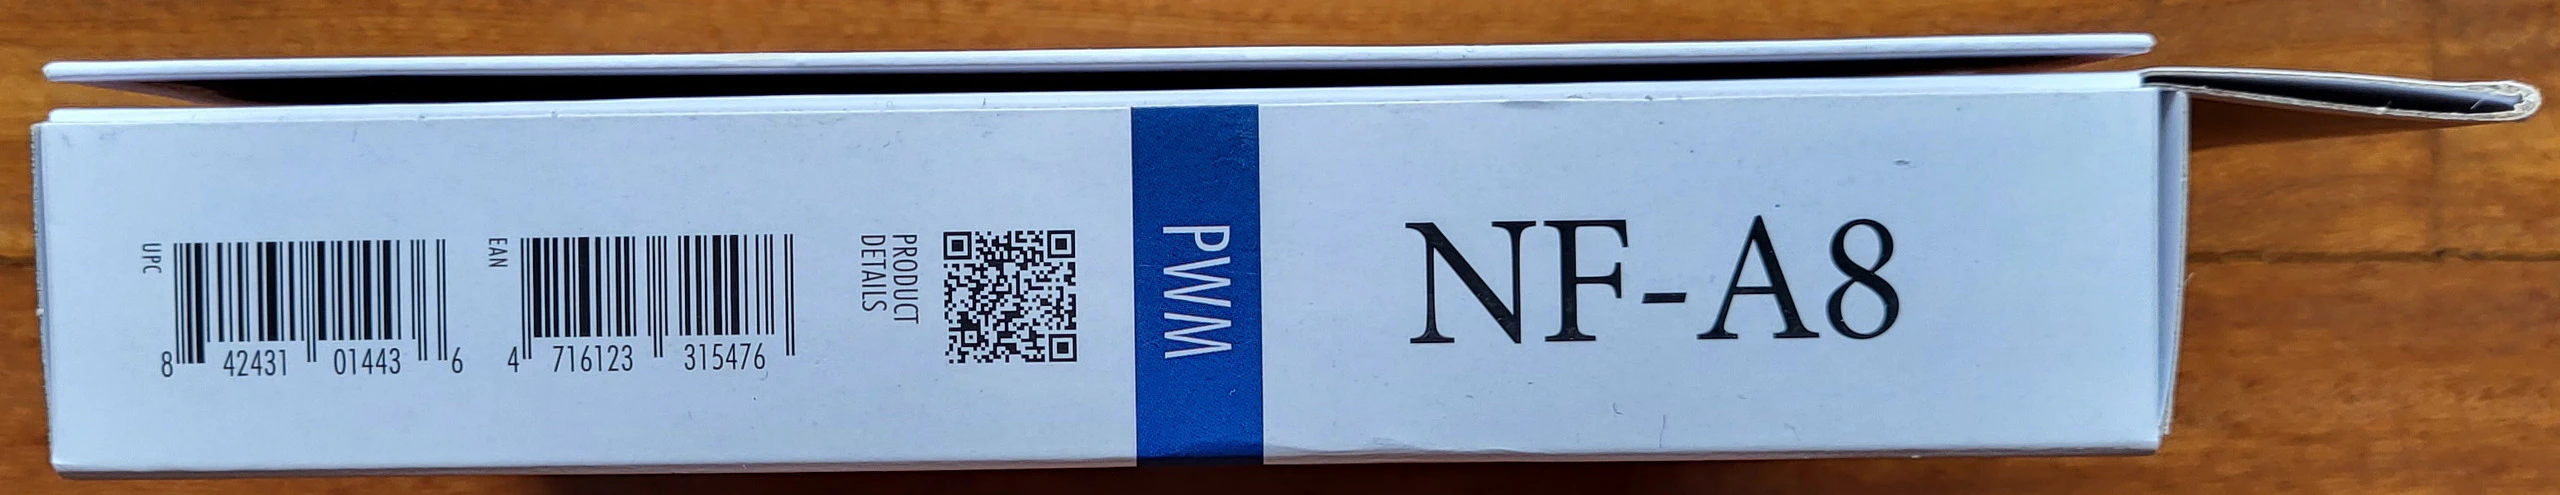 UPC
8 42431 01443 6
EAN
4 716123 315476
PRODUCT
DETAILS
PWM
NF-A8